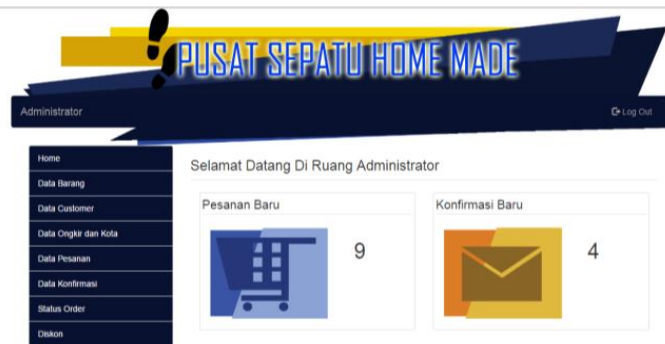 PUSAT SEPATU HOME MADE
Administrator
Log Out
Home
Data Barang
Data Customer
Data Ongkir dan Kota
Data Pesanan
Data Konfirmasi
Status Order
Diskon
Selamat Datang Di Ruang Administrator
Pesanan Baru
9
Konfirmasi Baru
4